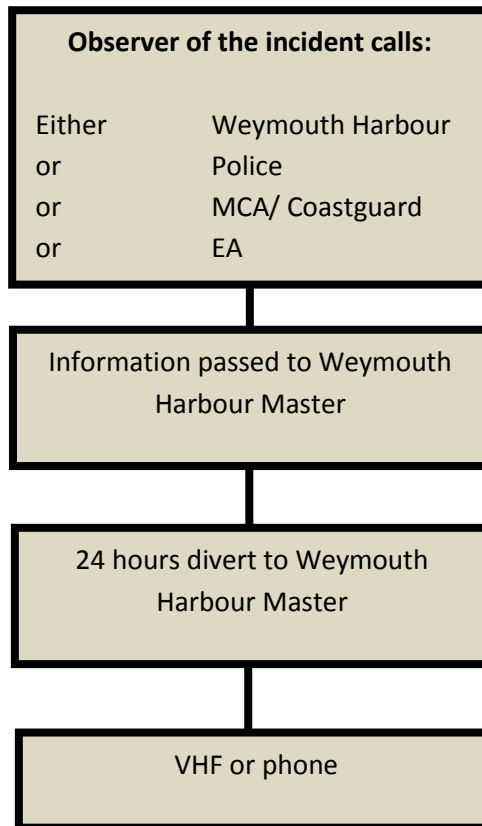 Observer of the incident calls:
Either Weymouth Harbour
or Police
or MCA/ Coastguard
or EA
Information passed to Weymouth
Harbour Master
24 hours divert to Weymouth
Harbour Master
VHF or phone